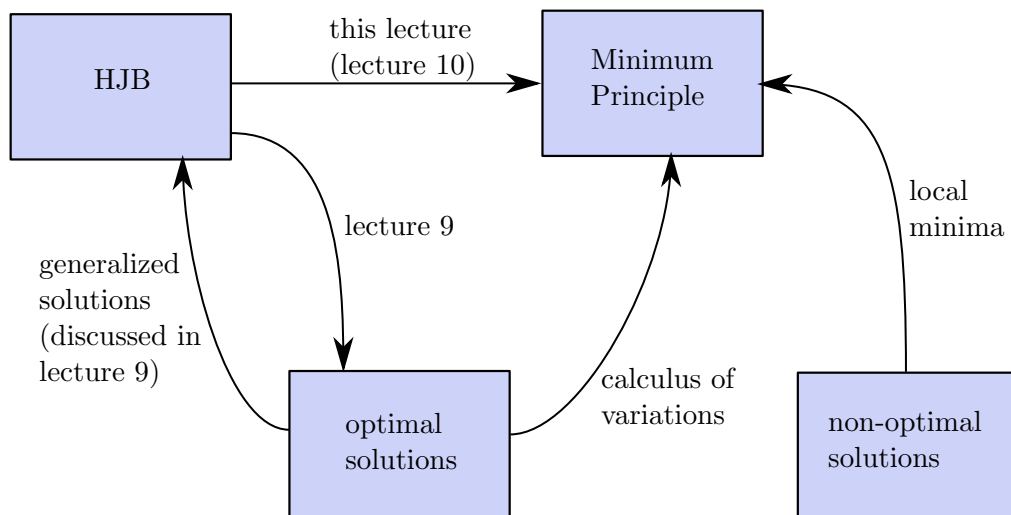 HJB
this lecture
(lecture 10)
Minimum
Principle
lecture 9
local
minima
generalized
solutions
(discussed in
lecture 9)
calculus of
variations
optimal
solutions
non-optimal
solutions